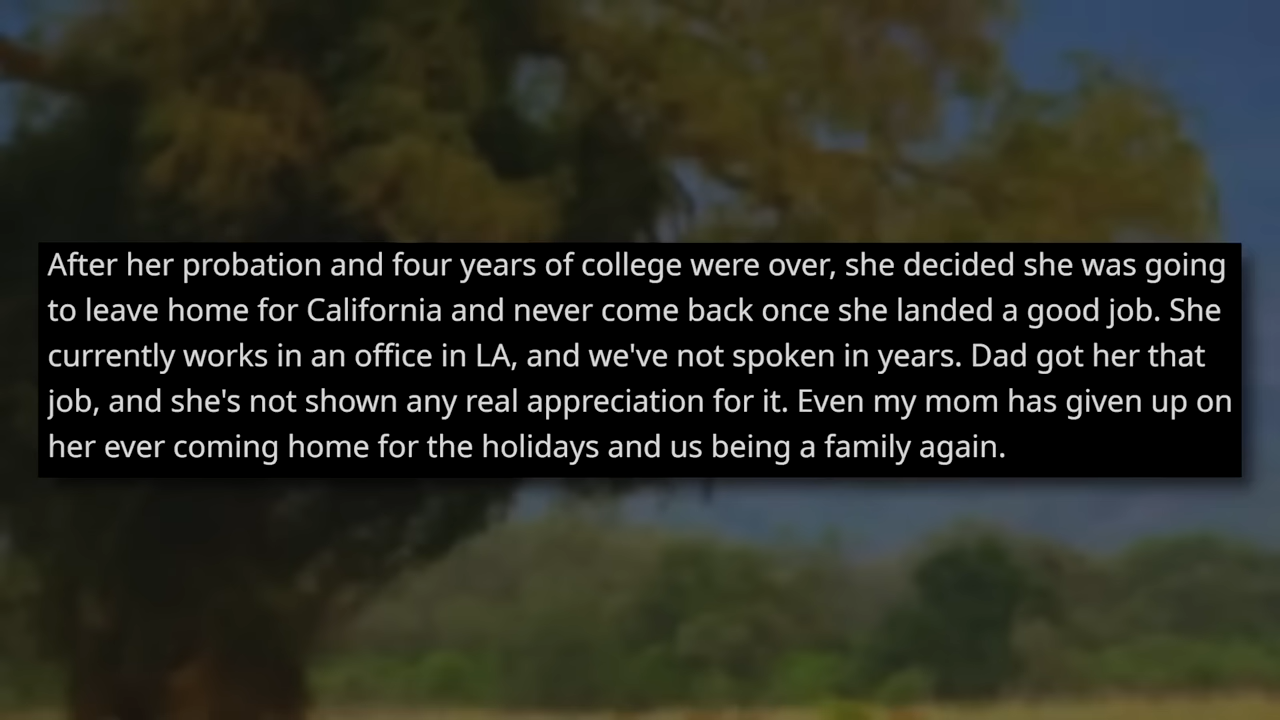 After her probation and four years of college were over, she decided she was going
to leave home for California and never come back once she landed a good job. She
currently works in an office in LA, and we've not spoken in years. Dad got her that
job, and she's not shown any real appreciation for it. Even my mom has given up on
her ever coming home for the holidays and us being a family again.